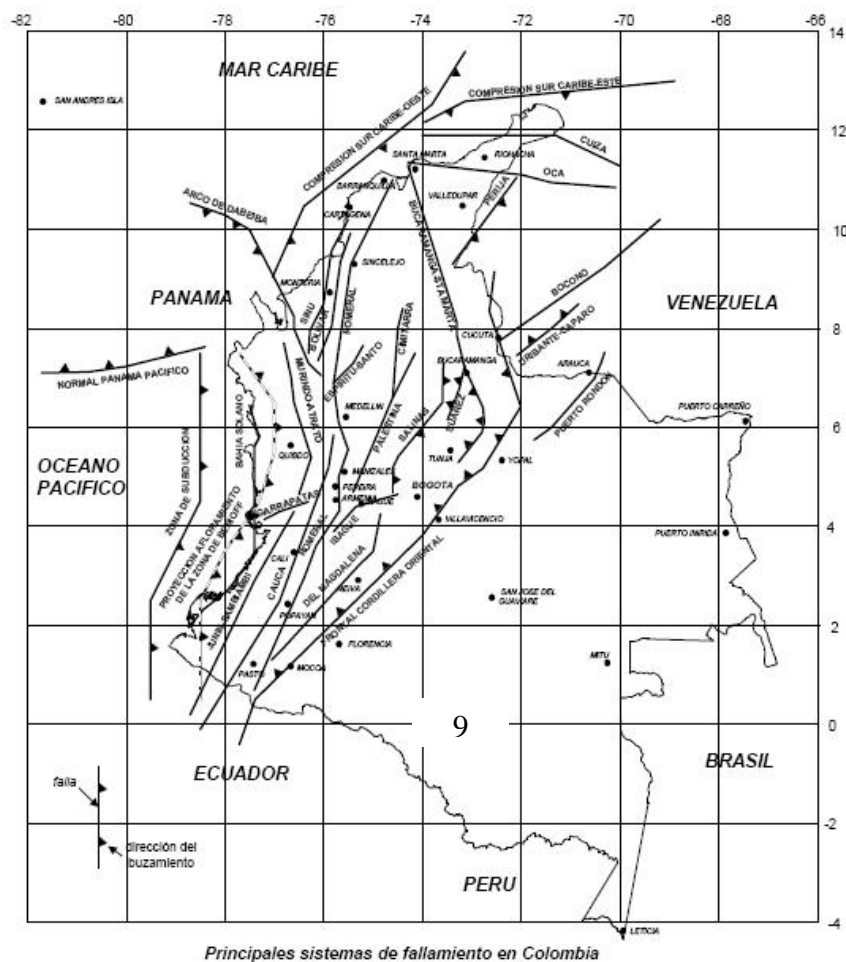 -82 -80 -78 -76 -74 -72 -70 -68 -66
14
MAR CARIBE
SAN ANDRES ISLA
COMPRESION SUR CARIBE-OESTE
COMPRESION SUR CARIBE-ESTE
12
SANTA MARTA
RIOHACHA
CUIZA
OCA
BARRANQUILLA
VALLEDUPAR
PERIJA
ARCO DE DABEIBA
CARTAGENA
10
BUCARAMANGA-STA MARTA
SINCELEJO
MONTERIA
PANAMA
SINU
BOLIVAR
ROMERAL
CIMITARRA
BOCONO
VENEZUELA
8
CUCUTA
URIBANTE-CAPARO
NORMAL PANAMA PACIFICO
ESPIRITU-SANTO
BUCARAMANGA
ARAUCA
PUERTO RONDON
MURINDO-ATRATO
MEDELLIN
PALESTINA
SALINAS
SUAREZ
PUERTO CARREÑO
6
OCEANO
PACIFICO
ZONA DE SUBDUCCION
BAHIA SOLANO
QUIBDO
MANIZALES
PEREIRA
ARMENIA
IBAGUE
TUNJA
YOPAL
BOGOTA
GARRAPATAS
IBAGUE
4
VILLAVICENCIO
PUERTO INIRIDA
PROYECCION AFLORAMIENTO
DE LA ZONA DE BENIOFF
CALI
CAUCA
ROMERAL
DEL MAGDALENA
NEIVA
FRONTAL CORDILLERA ORIENTAL
SAN JOSE DEL
GUAVIARE
POPAYAN
2
FLORENCIA
MITU
PASTO
MOCOA
9
0
ECUADOR
BRASIL
falla
-2
dirección del
buzamiento
PERU
-4
LETICIA
Principales sistemas de fallamiento en Colombia